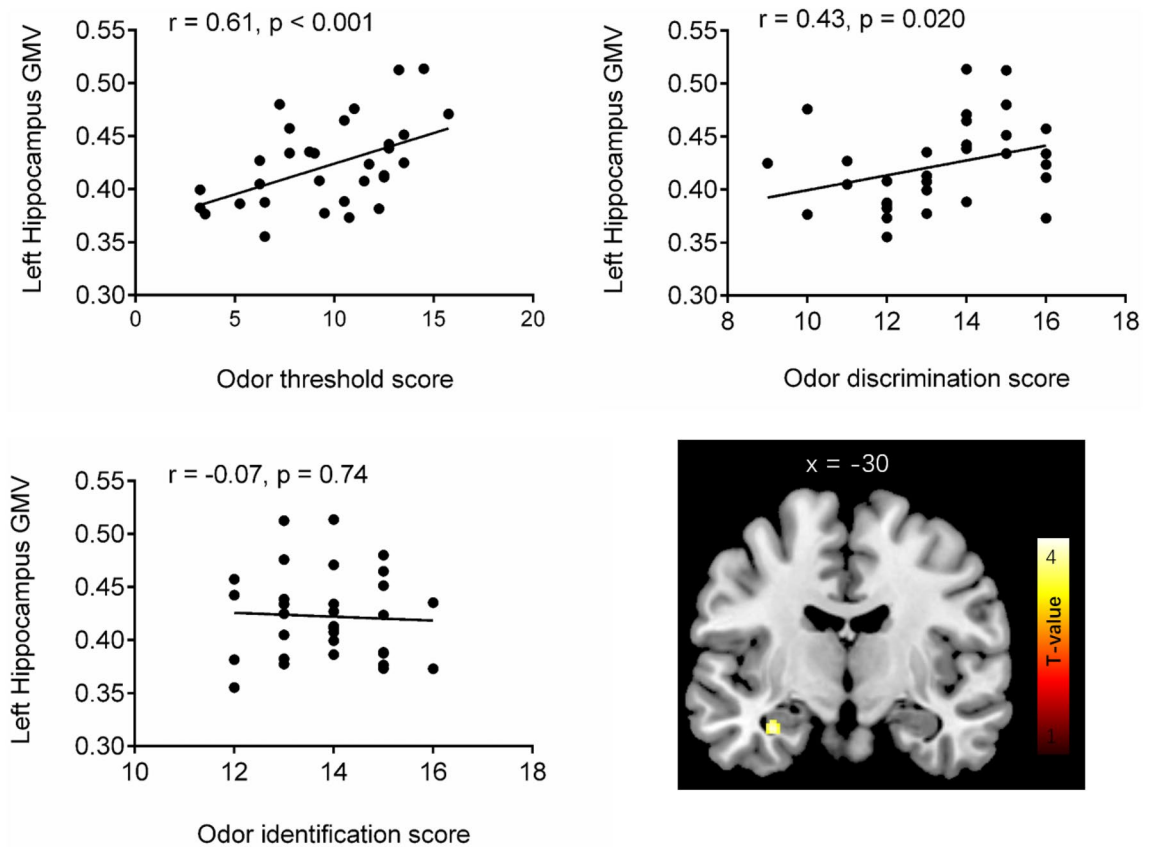 r = 0.61, p < 0.001
Left Hippocampus GMV
0.55
0.50
0.45
0.40
0.35
0.30
0 5 10 15 20
Odor threshold score
r = 0.43, p = 0.020
Left Hippocampus GMV
0.55
0.50
0.45
0.40
0.35
0.30
8 10 12 14 16 18
Odor discrimination score
r = -0.07, p = 0.74
Left Hippocampus GMV
0.55
0.50
0.45
0.40
0.35
0.30
10 12 14 16 18
Odor identification score
x = -30
4
T-value
1